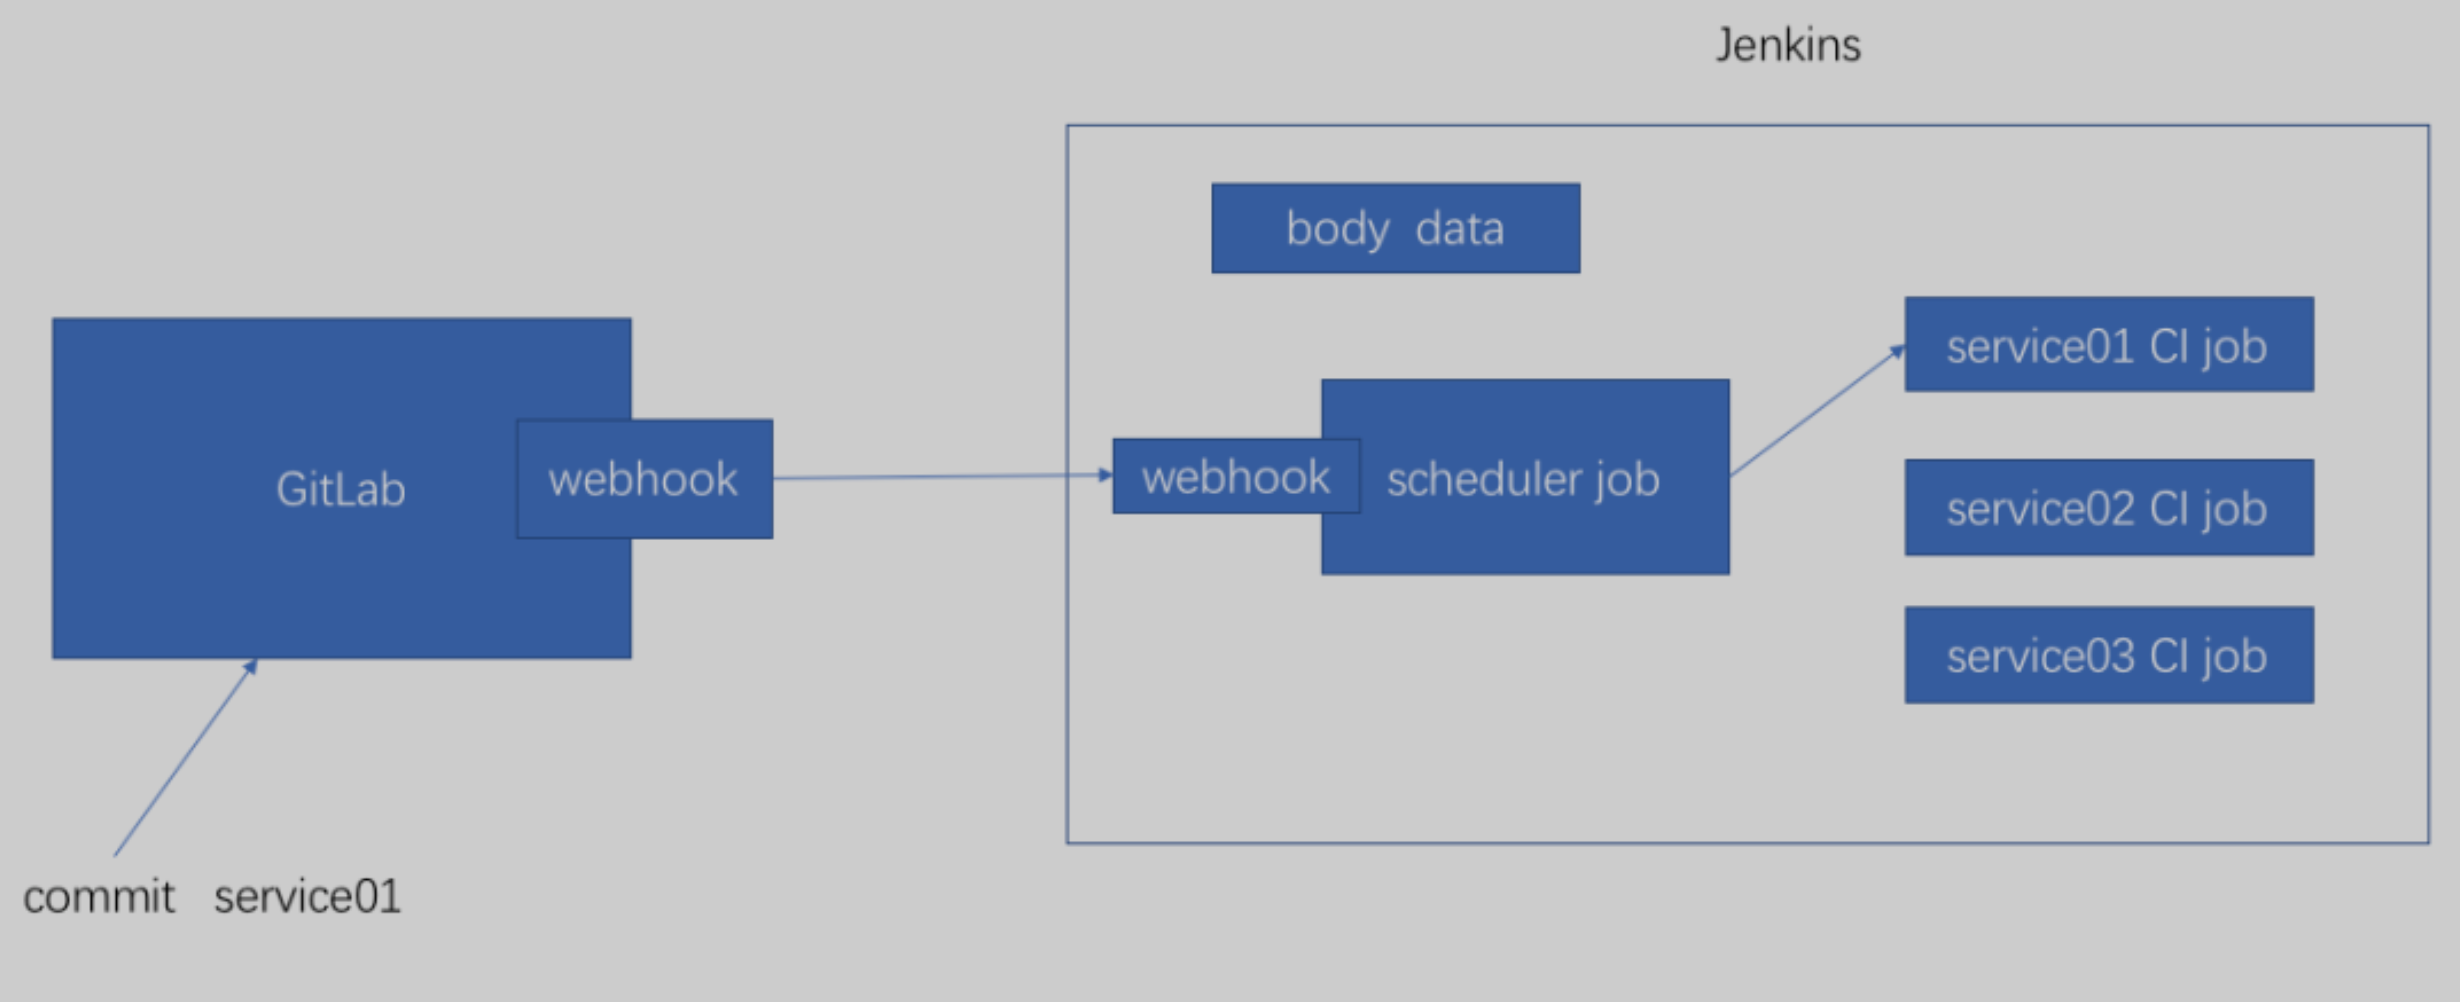 Jenkins
body data
service01 CI job
GitLab
webhook
webhook
scheduler job
service02 CI job
service03 CI job
commit service01